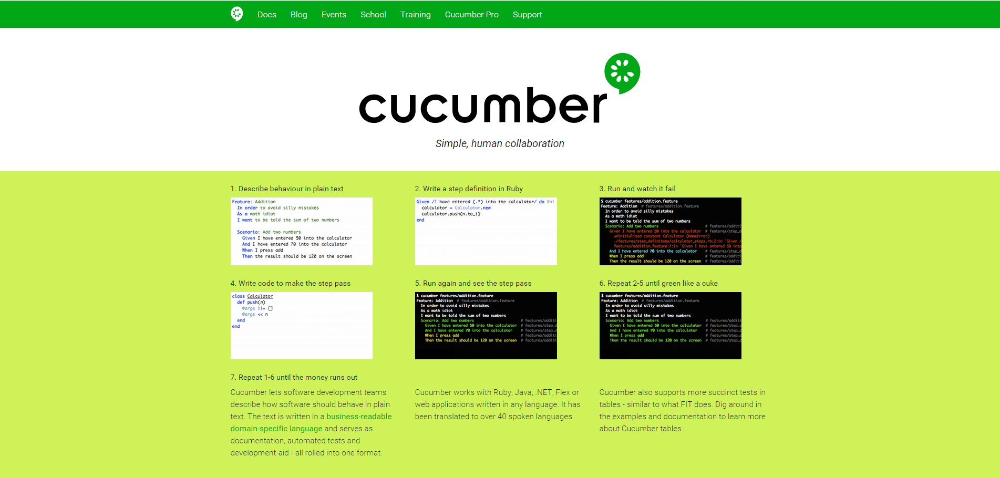 Docs Blog Events School Training Cucumber Pro Support
cucumber
Simple, human collaboration
1. Describe behaviour in plain text
Feature: Addition
In order to avoid silly mistakes
As a math idiot
I want to be told the sum of two numbers
Scenario: Add two numbers
Given I have entered 50 into the calculator
And I have entered 70 into the calculator
When I press add
Then the result should be 120 on the screen
2. Write a step definition in Ruby
Given /I have entered (.*) into the calculator/ do |n|
calculator = Calculator.new
calculator.push(n.to_i)
end
3. Run and watch it fail
$ cucumber features/addition.feature
Feature: Addition # features/addition.feature
In order to avoid silly mistakes
As a math idiot
I want to be told the sum of two numbers
Scenario: Add two numbers # features/additi
Given I have entered 50 into the calculator # features/step_d
uninitialized constant Calculator (NameError)
./features/step_definitons/calculator_steps.rb:2:in `Given /
features/addition.feature:7:in `Given I have entered 50 into
And I have entered 70 into the calculator # features/step_d
When I press add # features/additi
Then the result should be 120 on the screen # features/additi
4. Write code to make the step pass
class Calculator
def push(n)
@args ||= []
@args << n
end
end
5. Run again and see the step pass
$ cucumber features/addition.feature
Feature: Addition # features/addition.feature
In order to avoid silly mistakes
As a math idiot
I want to be told the sum of two numbers
Scenario: Add two numbers # features/additi
Given I have entered 50 into the calculator # features/step_d
And I have entered 70 into the calculator # features/step_d
When I press add # features/additi
Then the result should be 120 on the screen # features/additi
6. Repeat 2-5 until green like a cuke
$ cucumber features/addition.feature
Feature: Addition # features/addition.feature
In order to avoid silly mistakes
As a math idiot
I want to be told the sum of two numbers
Scenario: Add two numbers # features/additi
Given I have entered 50 into the calculator # features/step_d
And I have entered 70 into the calculator # features/step_d
When I press add # features/step_d
Then the result should be 120 on the screen # features/step_d
7. Repeat 1-6 until the money runs out
Cucumber lets software development teams
describe how software should behave in plain
text. The text is written in a business-readable
domain-specific language and serves as
documentation, automated tests and
development-aid - all rolled into one format.
Cucumber works with Ruby, Java, .NET, Flex or
web applications written in any language. It has
been translated to over 40 spoken languages.
Cucumber also supports more succinct tests in
tables - similar to what FIT does. Dig around in
the examples and documentation to learn more
about Cucumber tables.